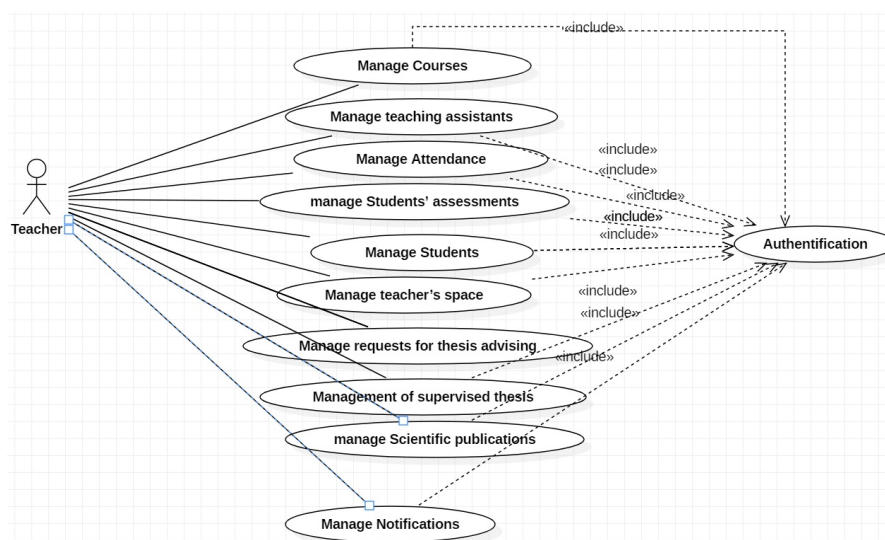 «include»
Manage Courses
Manage teaching assistants
«include»
Manage Attendance
«include»
«include»
manage Students’ assessments
«include»
Teacher
«include»
Authentification
Manage Students
Manage teacher’s space
«include»
«include»
Manage requests for thesis advising
«include»
Management of supervised thesis
manage Scientific publications
Manage Notifications